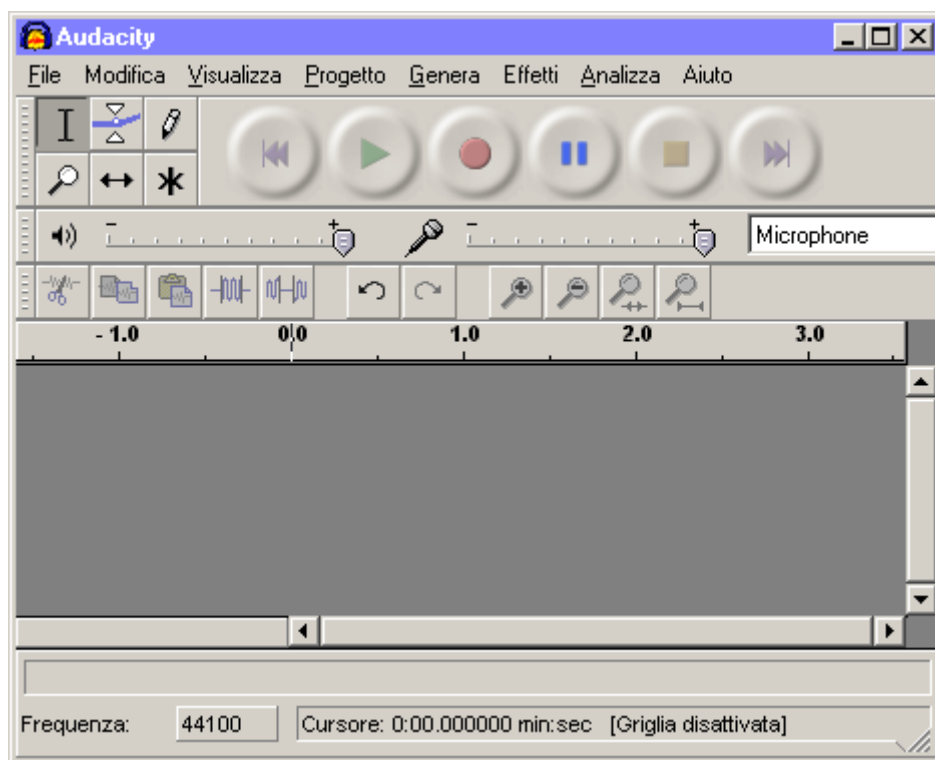 Audacity
File Modifica Visualizza Progetto Genera Effetti Analizza Aiuto
Microphone
- 1.0 0.0 1.0 2.0 3.0
Frequenza: 44100 Cursore: 0:00.000000 min:sec [Griglia disattivata]